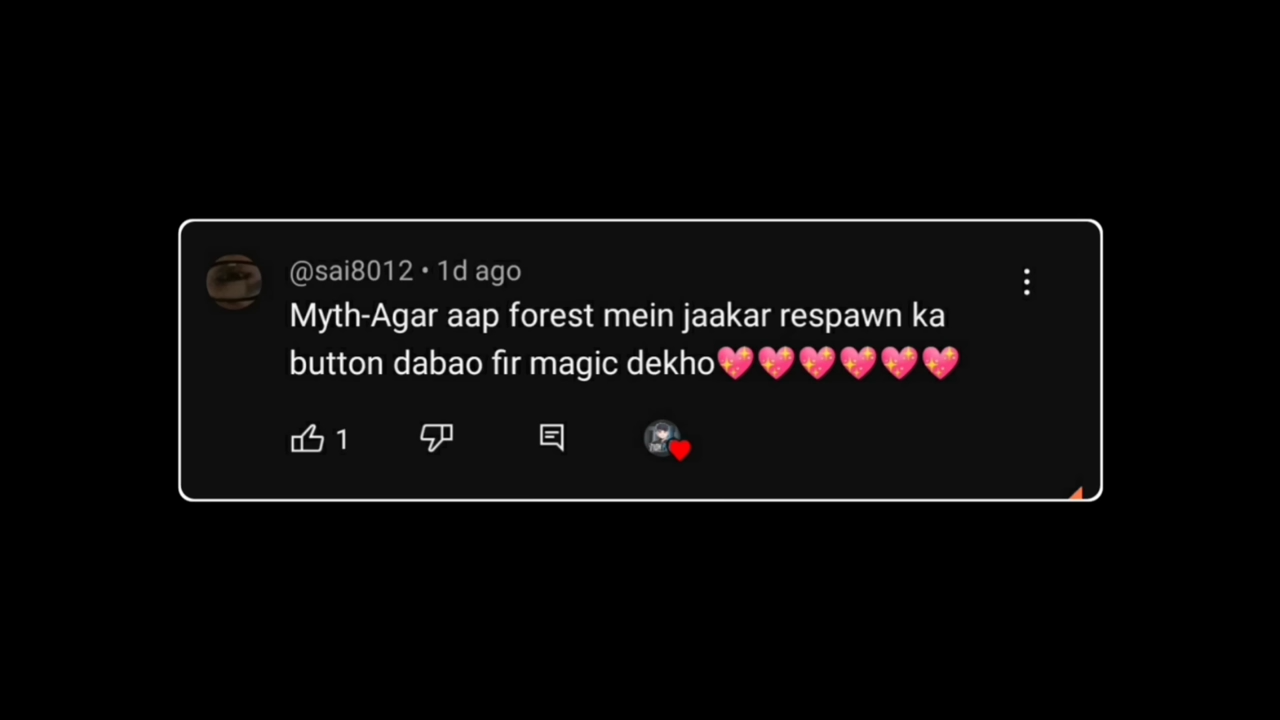 @sai8012 • 1d ago
Myth-Agar aap forest mein jaakar respawn ka
button dabao fir magic dekho💖💖💖💖💖💖
1